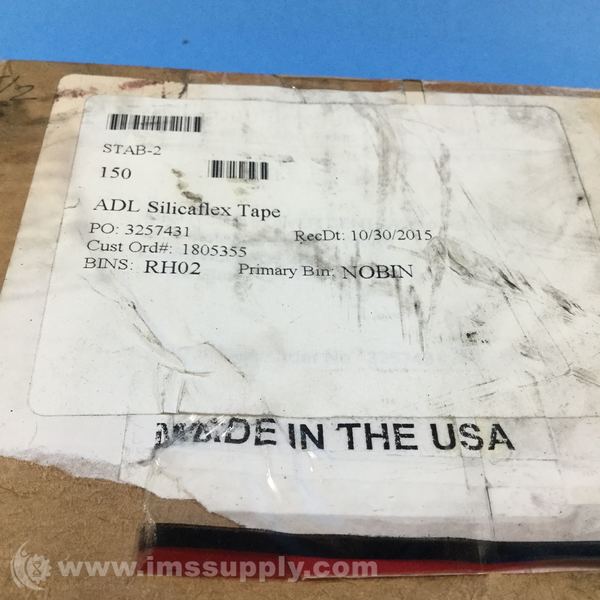 STAB-2
150
ADL Silicaflex Tape
PO: 3257431 RecDt: 10/30/2015
Cust Ord#: 1805355
BINS: RH02 Primary Bin: NOBIN
MADE IN THE USA
www.imssupply.com